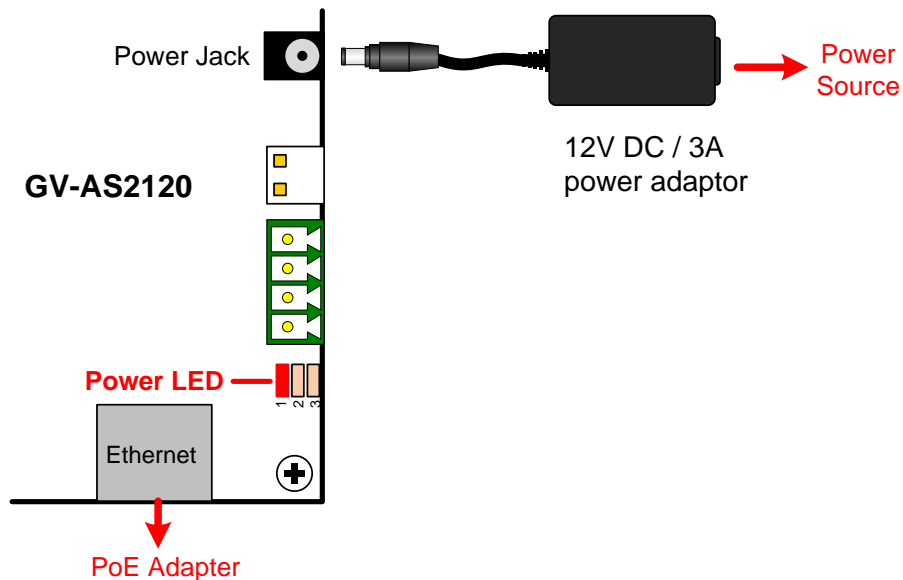 Power Jack
Power
Source
12V DC / 3A
power adaptor
GV-AS2120
Power LED
1
2
3
Ethernet
PoE Adapter